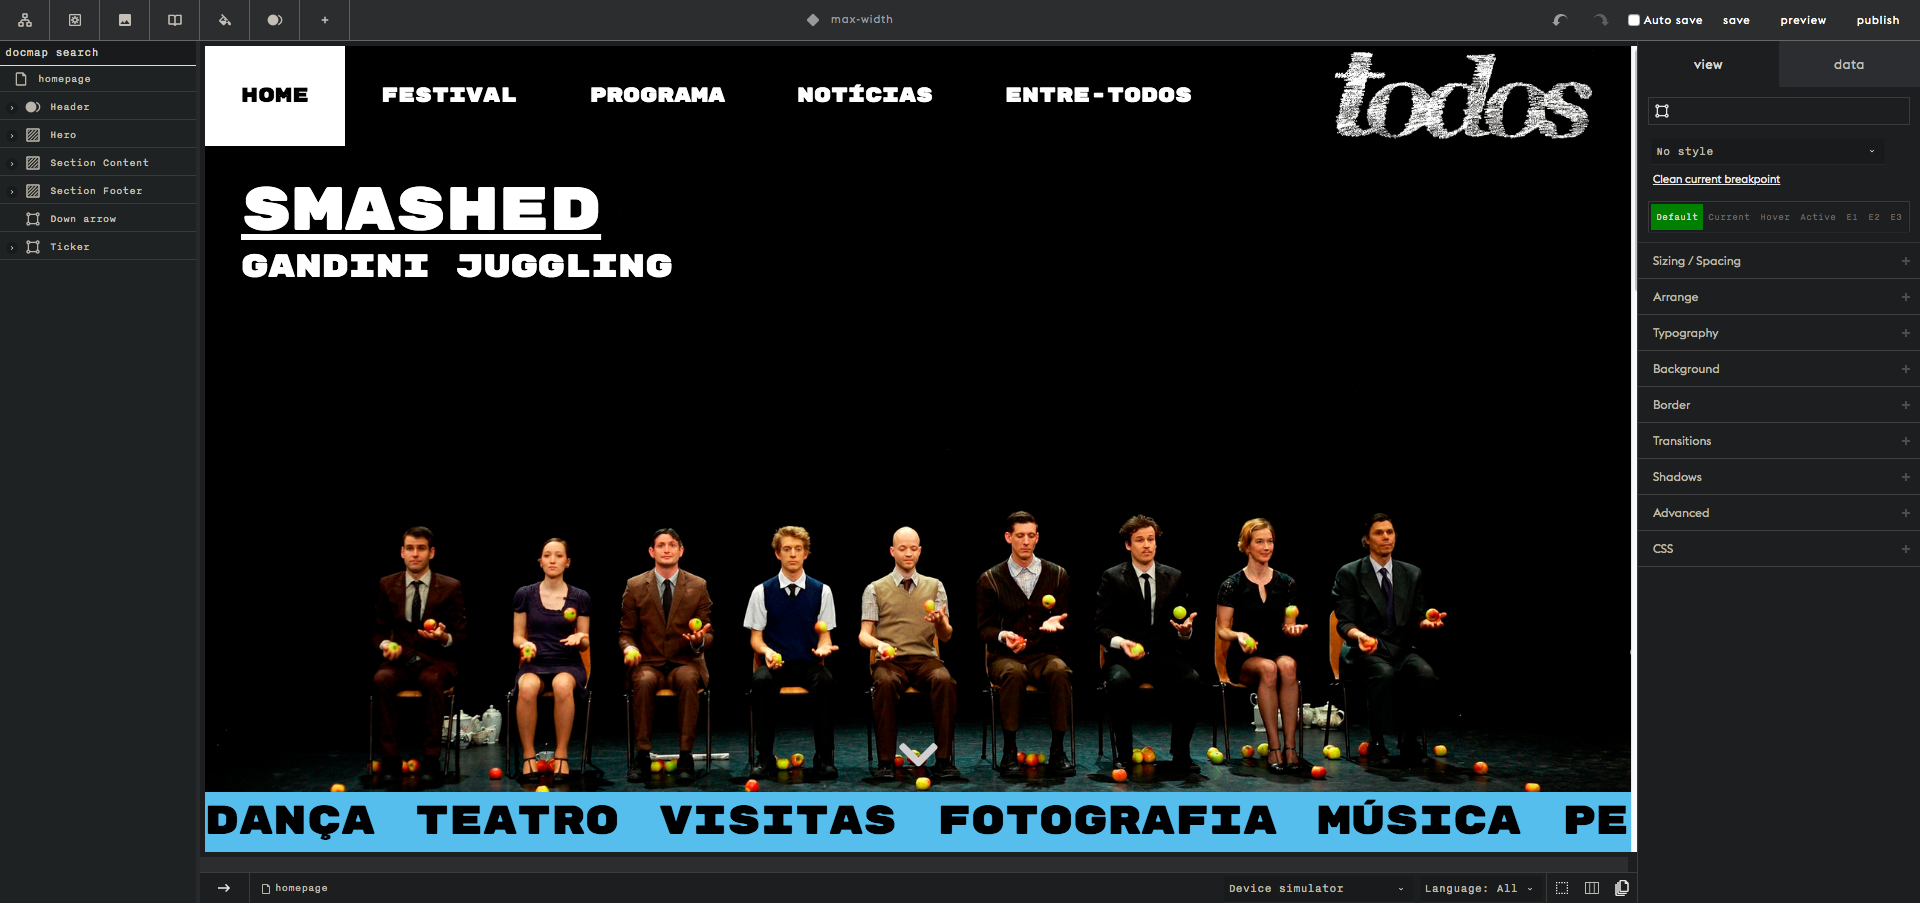 max-width
Auto save
save
preview
publish
docmap search
homepage
Header
Hero
Section Content
Section Footer
Down arrow
Ticker
HOME
FESTIVAL
PROGRAMA
NOTÍCIAS
ENTRE-TODOS
todos
SMASHED
GANDINI JUGGLING
DANÇA TEATRO VISITAS FOTOGRAFIA MÚSICA PE
homepage
Device simulator
Language: All
view
data
No style
Clean current breakpoint
Default Current Hover Active E1 E2 E3
Sizing / Spacing
Arrange
Typography
Background
Border
Transitions
Shadows
Advanced
CSS